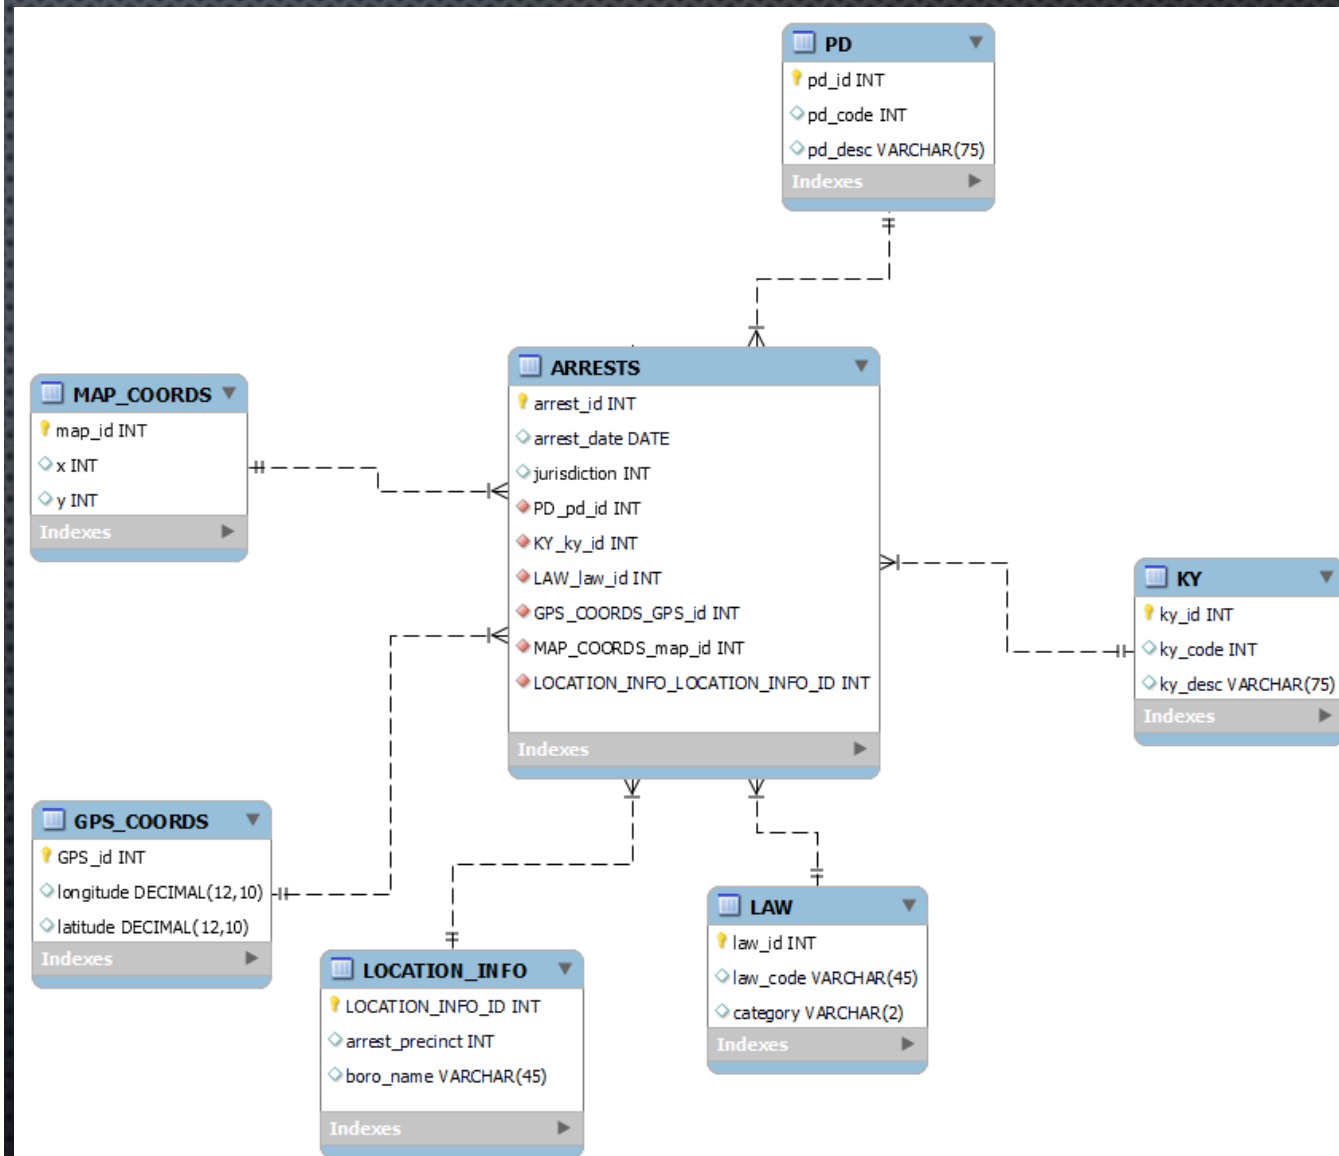 PD
pd_id INT
pd_code INT
pd_desc VARCHAR(75)
Indexes
MAP_COORDS
map_id INT
x INT
y INT
Indexes
ARRESTS
arrest_id INT
arrest_date DATE
jurisdiction INT
PD_pd_id INT
KY_ky_id INT
LAW_law_id INT
GPS_COORDS_GPS_id INT
MAP_COORDS_map_id INT
LOCATION_INFO_LOCATION_INFO_ID INT
Indexes
KY
ky_id INT
ky_code INT
ky_desc VARCHAR(75)
Indexes
GPS_COORDS
GPS_id INT
longitude DECIMAL(12,10)
latitude DECIMAL(12,10)
Indexes
LOCATION_INFO
LOCATION_INFO_ID INT
arrest_precinct INT
boro_name VARCHAR(45)
Indexes
LAW
law_id INT
law_code VARCHAR(45)
category VARCHAR(2)
Indexes